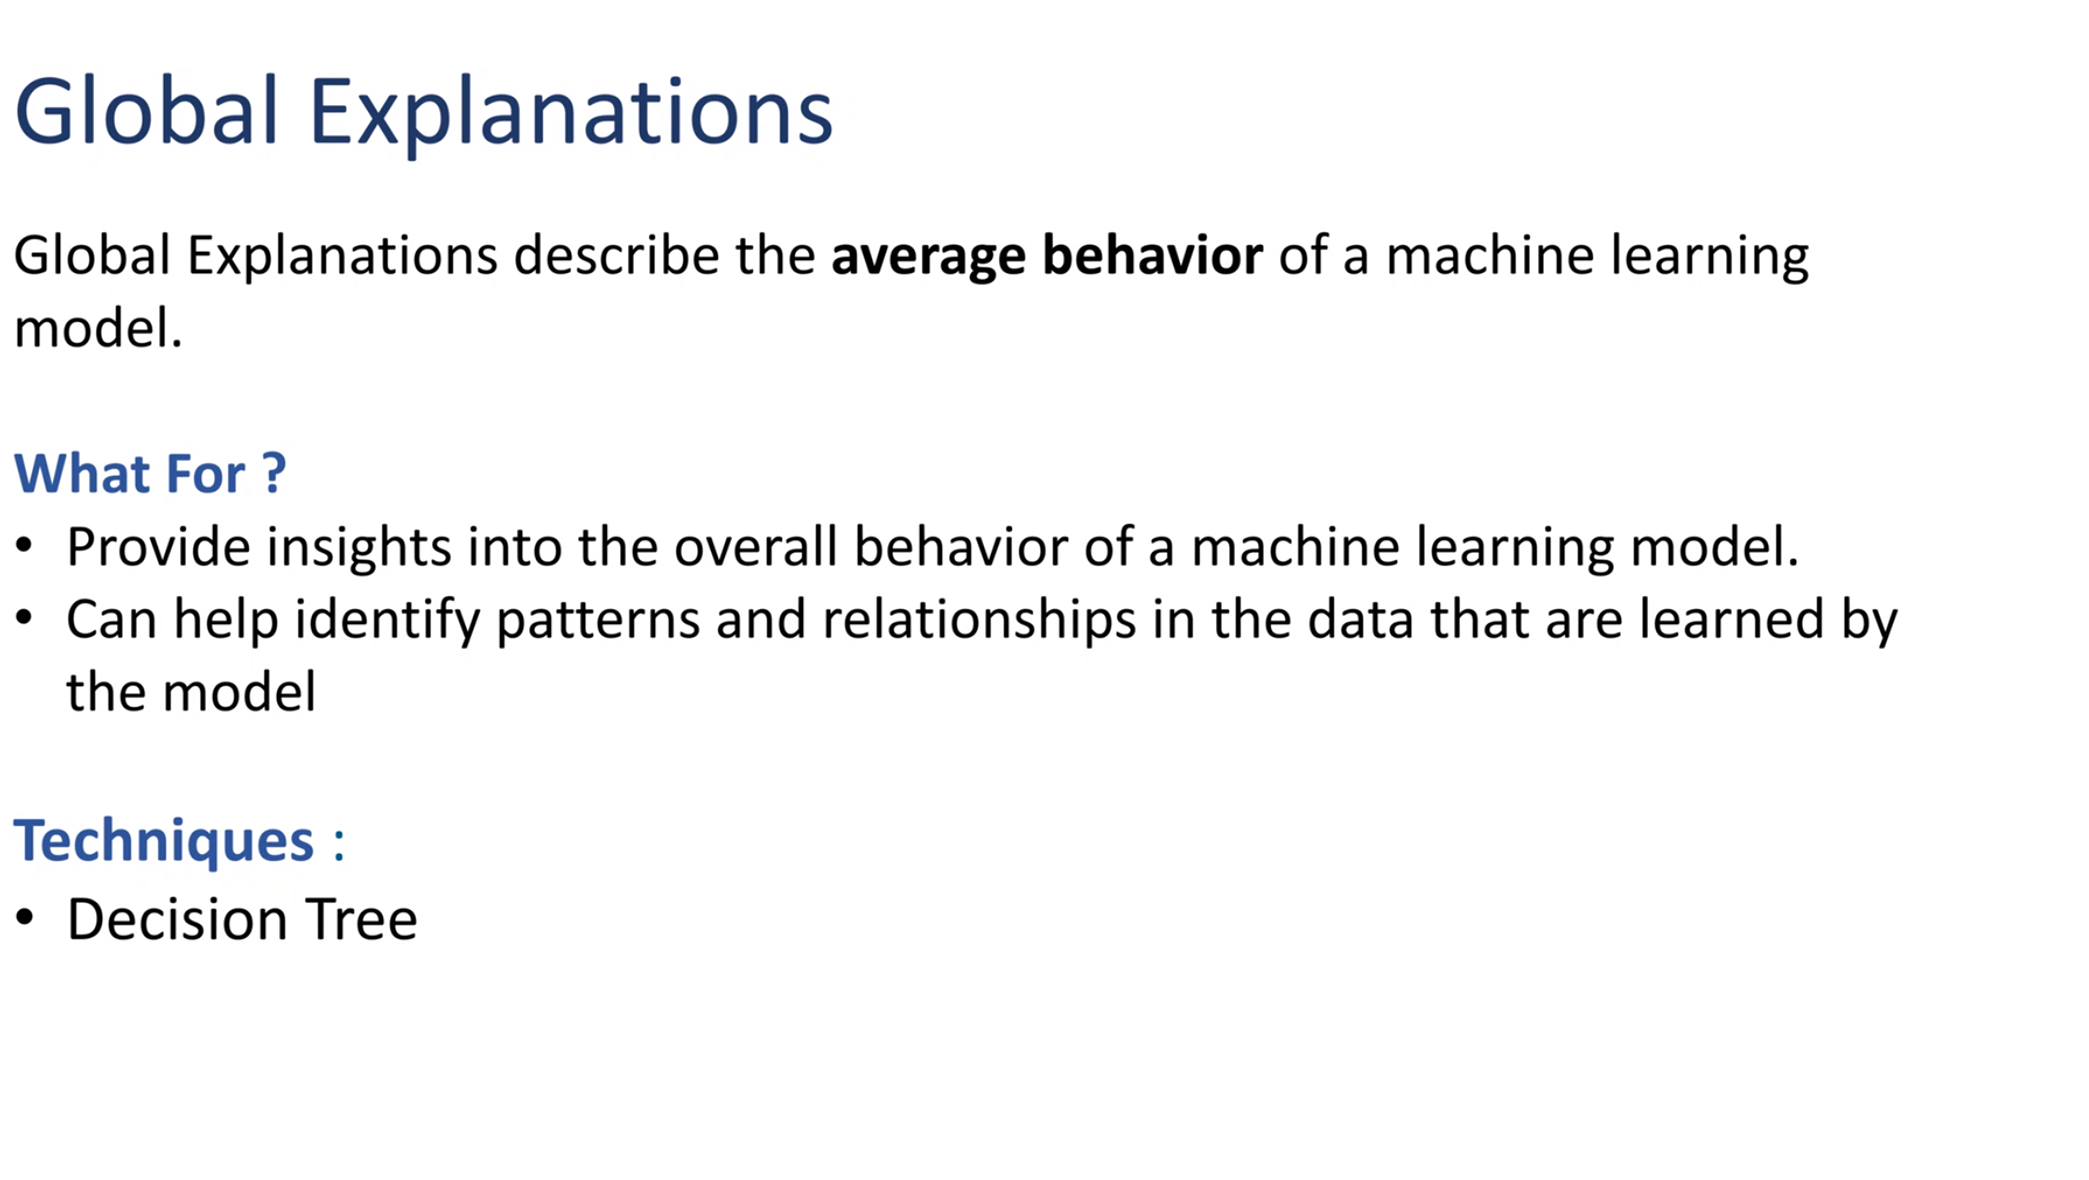 Global Explanations
Global Explanations describe the average behavior of a machine learning
model.
What For ?
• Provide insights into the overall behavior of a machine learning model.
• Can help identify patterns and relationships in the data that are learned by
the model
Techniques :
• Decision Tree